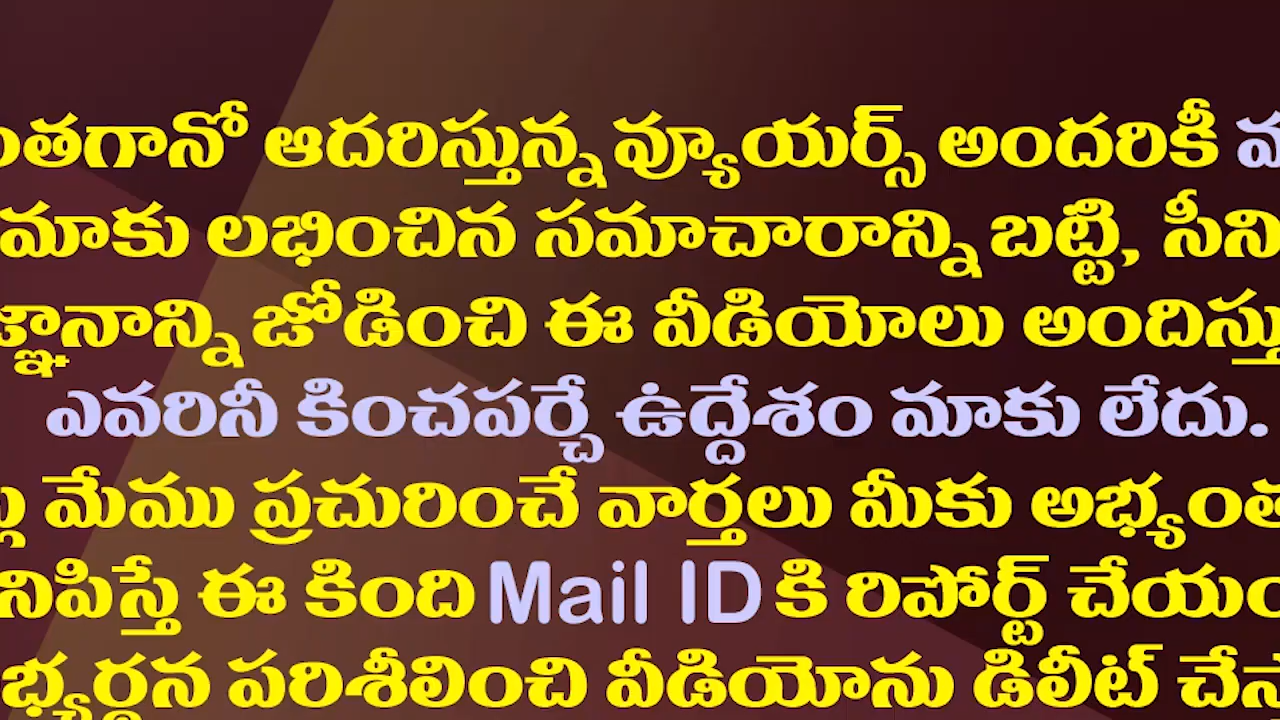 ంతగానో ఆదరిస్తున్న వ్యూయర్స్ అందరికీ
మాకు లభించిన సమాచారాన్ని బట్టి, సీని
జ్ఞానాన్ని జోడించి ఈ వీడియోలు అందిస్తు
ఎవరినీ కించపర్చే ఉద్దేశం మాకు లేదు.
మేము ప్రచురించే వార్తలు మీకు అభ్యంత
నిపిస్తే ఈ కింది Mail ID కి రిపోర్ట్ చేయం
భ్యర్థన పరిశీలించి వీడియోను డిలీట్ చేస